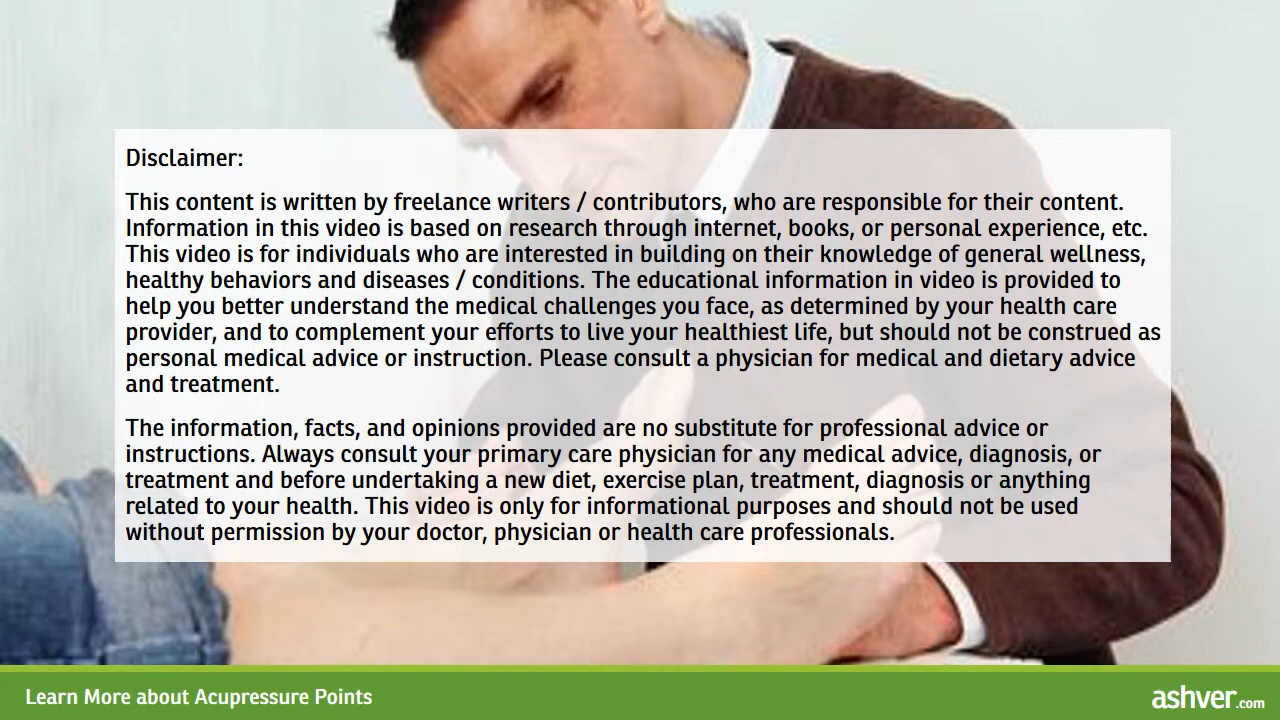 Disclaimer:
This content is written by freelance writers / contributors, who are responsible for their content.
Information in this video is based on research through internet, books, or personal experience, etc.
This video is for individuals who are interested in building on their knowledge of general wellness,
healthy behaviors and diseases / conditions. The educational information in video is provided to
help you better understand the medical challenges you face, as determined by your health care
provider, and to complement your efforts to live your healthiest life, but should not be construed as
personal medical advice or instruction. Please consult a physician for medical and dietary advice
and treatment.
The information, facts, and opinions provided are no substitute for professional advice or
instructions. Always consult your primary care physician for any medical advice, diagnosis, or
treatment and before undertaking a new diet, exercise plan, treatment, diagnosis or anything
related to your health. This video is only for informational purposes and should not be used
without permission by your doctor, physician or health care professionals.
Learn More about Acupressure Points
ashver.com